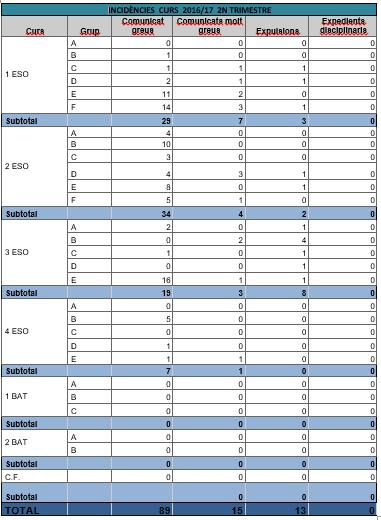 INCIDÈNCIES CURS 2016/17 2N TRIMESTRE
Curs Grup Comunicat greus Comunicats molt greus Expulsions Expedients disciplinaris
1 ESO
A 0 0 0 0
B 1 0 0 0
C 1 1 1 0
D 2 1 1 0
E 11 2 0 0
F 14 3 1 0
Subtotal 29 7 3 0
2 ESO
A 4 0 0 0
B 10 0 0 0
C 3 0 0 0
D 4 3 1 0
E 8 0 1 0
F 5 1 0 0
Subtotal 34 4 2 0
3 ESO
A 2 0 1 0
B 0 2 4 0
C 1 0 1 0
D 0 0 1 0
E 16 1 1 0
Subtotal 19 3 8 0
4 ESO
A 0 0 0 0
B 5 0 0 0
C 0 0 0 0
D 1 0 0 0
E 1 1 0 0
Subtotal 7 1 0 0
1 BAT
A 0 0 0 0
B 0 0 0 0
C 0 0 0 0
Subtotal 0 0 0 0
2 BAT
A 0 0 0 0
B 0 0 0 0
Subtotal 0 0 0 0
C.F. 0 0 0 0
Subtotal 0 0 0
TOTAL 89 15 13 0